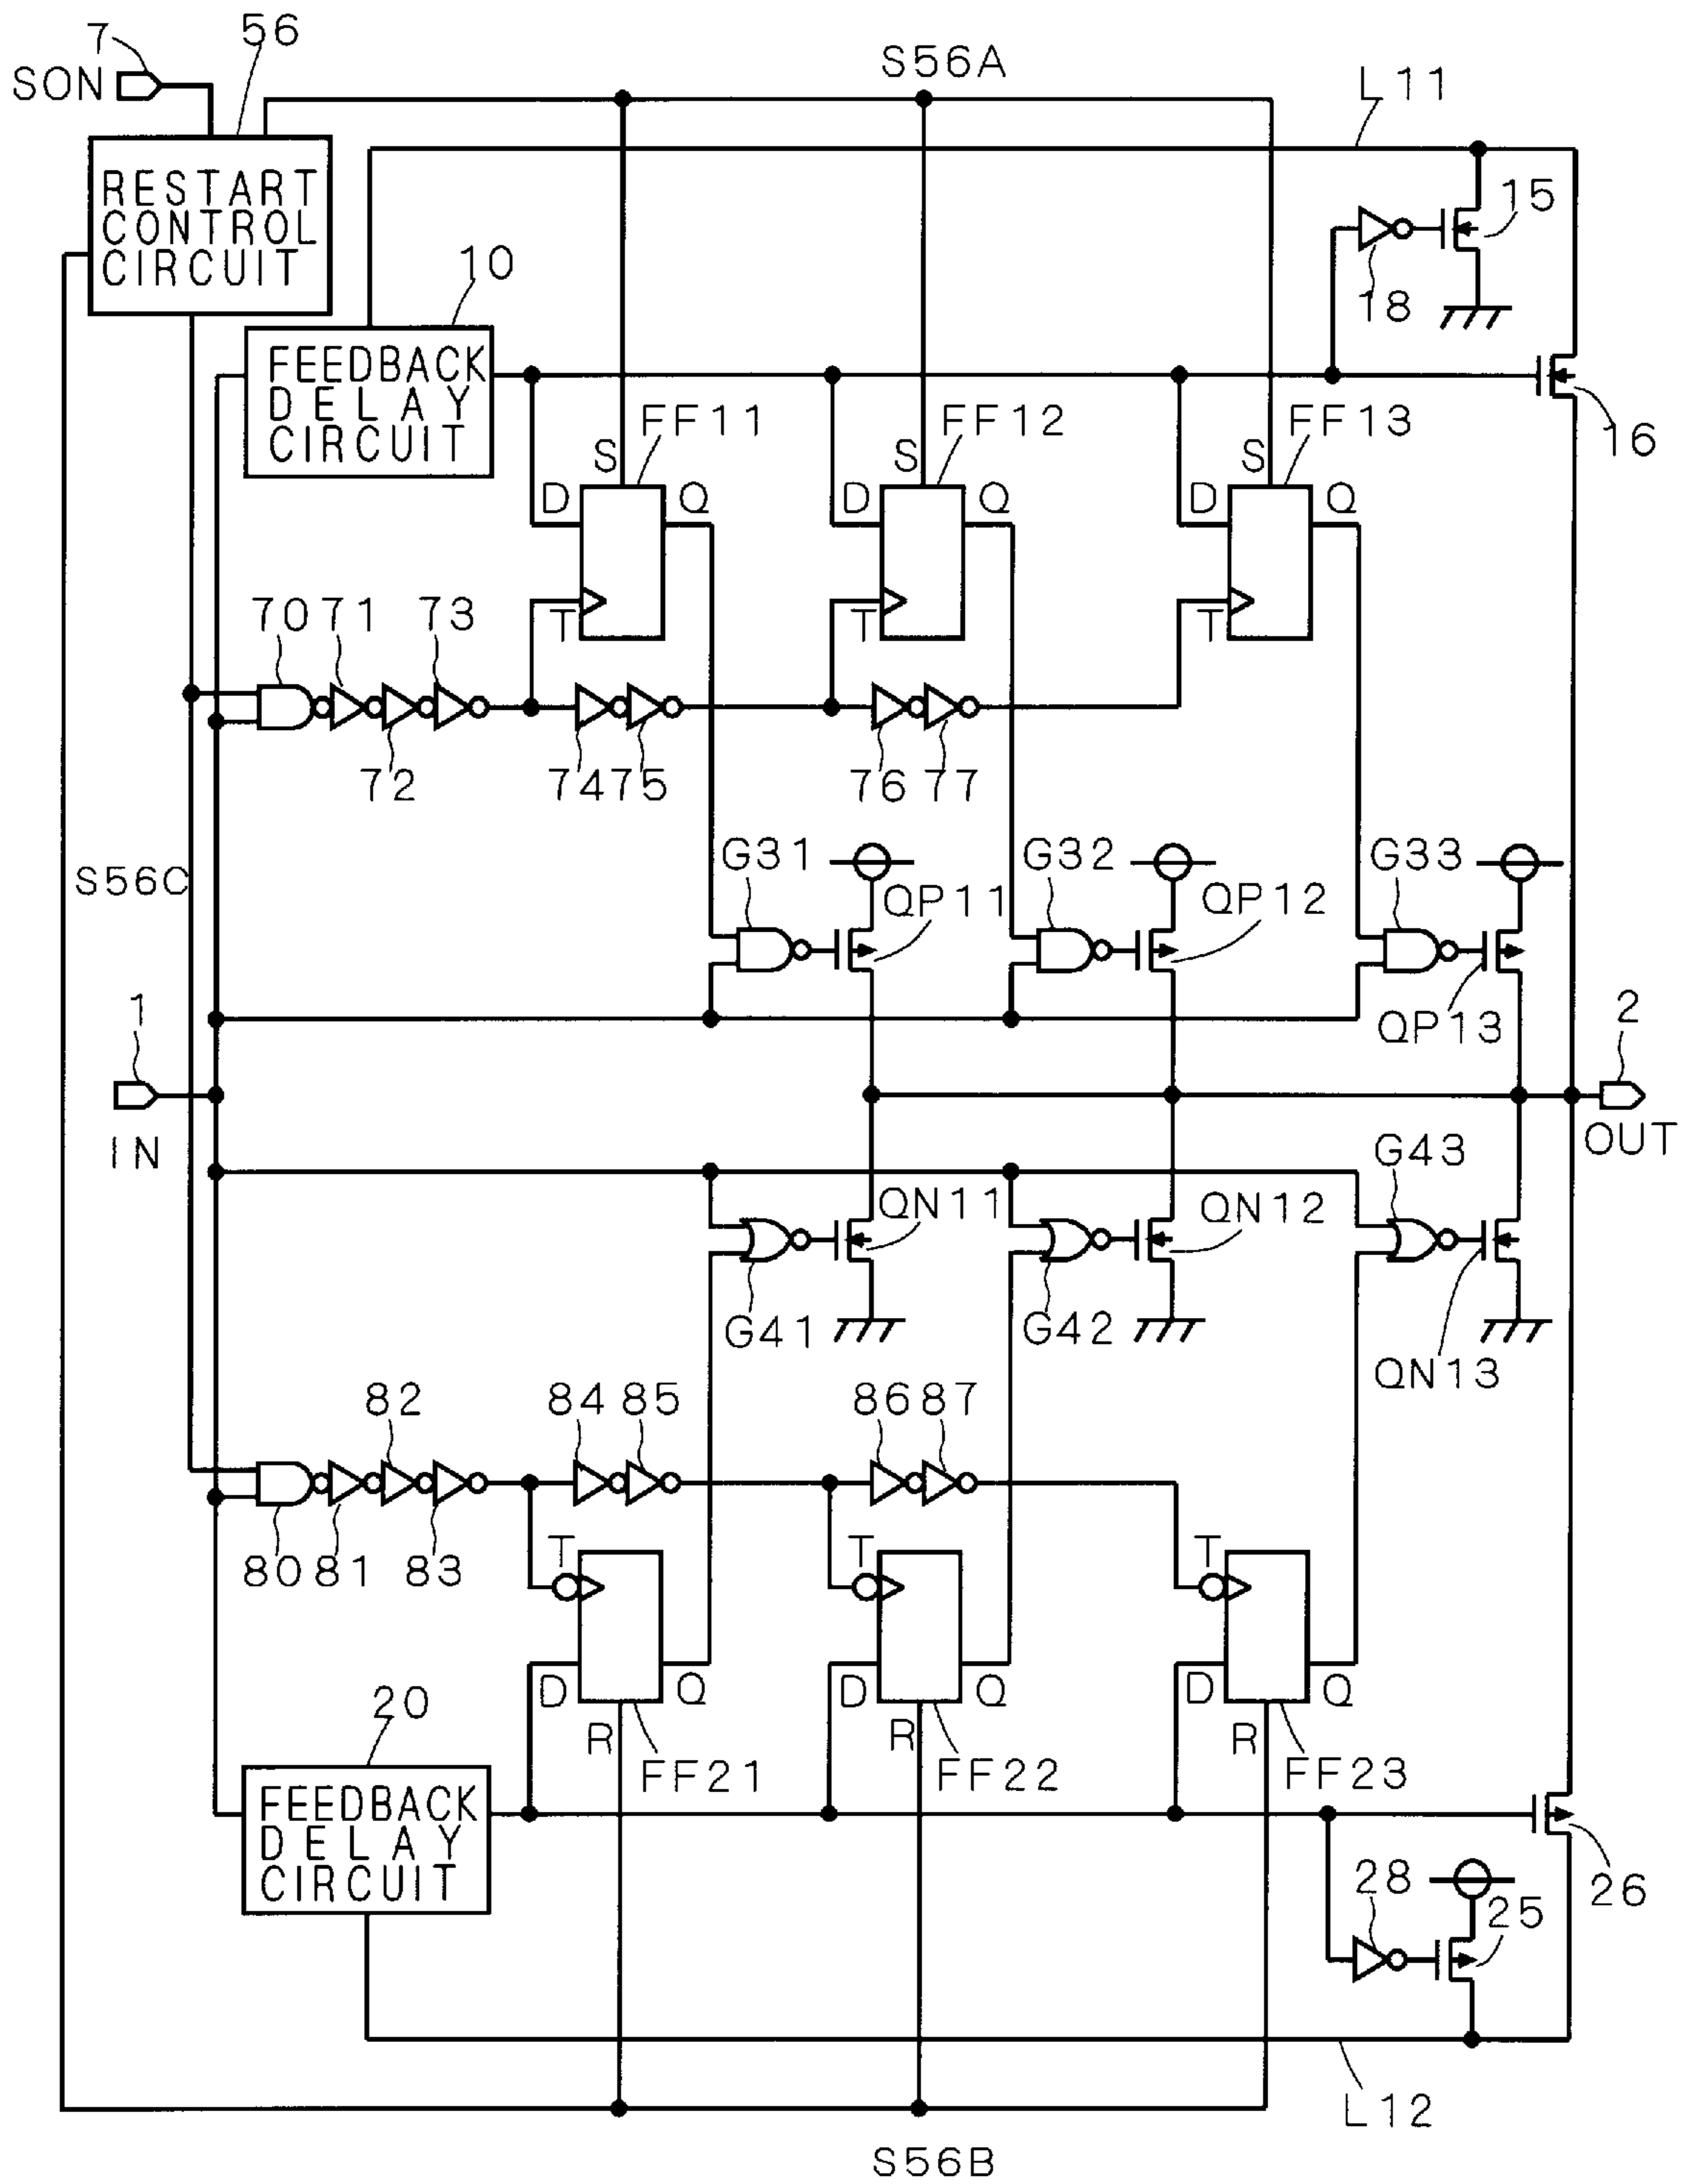 7
56
SON
S56A
L11
RESTART
CONTROL
CIRCUIT
15
18
10
FEEDBACK
DELAY
CIRCUIT
16
FF11
FF12
FF13
S
S
S
D
Q
D
Q
D
Q
T
T
T
70 71
73
72
74 75
76 77
S56C
G31
QP11
G32
QP12
G33
QP13
1
IN
2
OUT
G43
QN11
QN12
G41
G42
QN13
82
84 85
86 87
80 81
83
T
T
T
D
Q
D
Q
D
Q
R
R
R
FF21
FF22
FF23
20
FEEDBACK
DELAY
CIRCUIT
26
28
25
L12
S56B